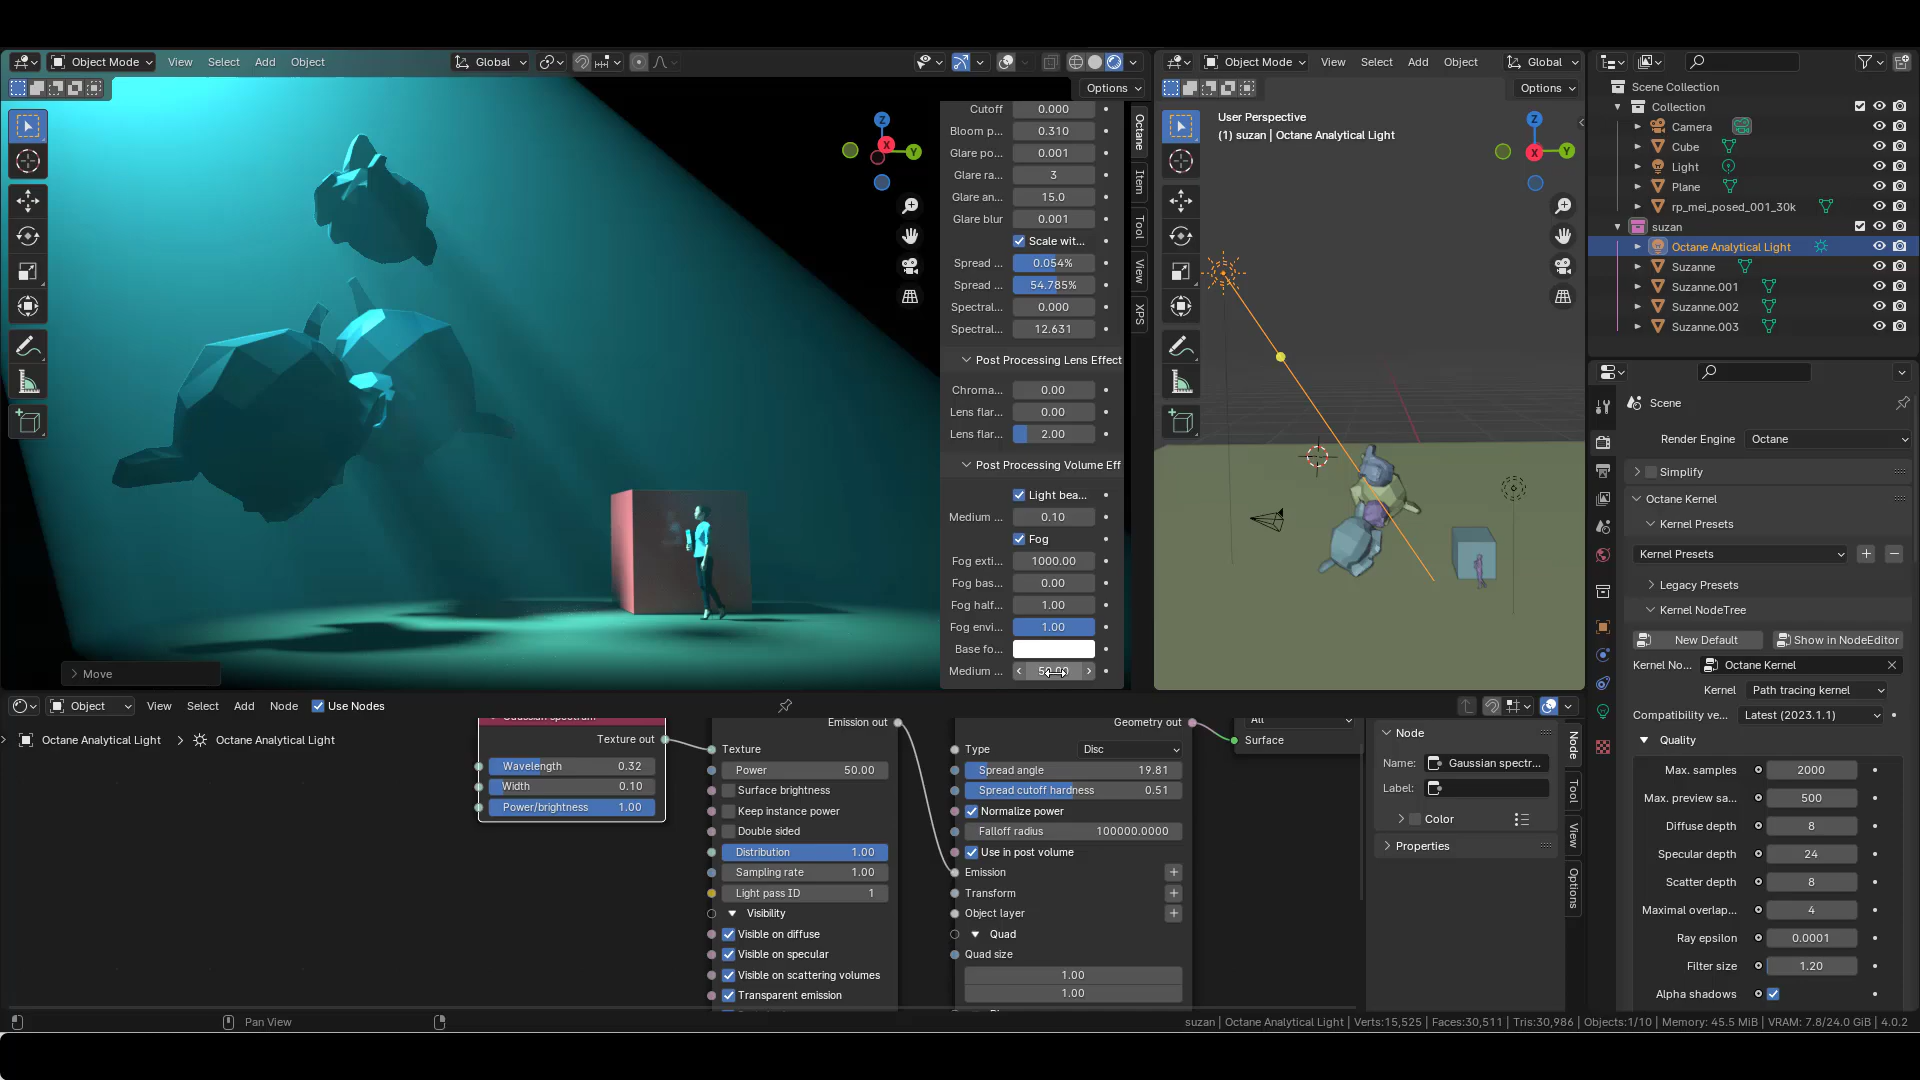 Object Mode View Select Add Object Global
Options
Cutoff 0.000
Bloom p... 0.310
Glare po... 0.001
Glare ra... 3
Glare an... 15.0
Glare blur 0.001
Scale wit...
Spread ... 0.054%
Spread ... 54.785%
Spectral... 0.000
Spectral... 12.631
Post Processing Lens Effect
Chroma... 0.00
Lens flar... 0.00
Lens flar... 2.00
Post Processing Volume Eff
Light bea...
Medium ... 0.10
Fog
Fog exti... 1000.00
Fog bas... 0.00
Fog half... 1.00
Fog envi... 1.00
Base fo...
Medium ...
Octane
Item
Tool
View
XPS
Z
X
Y
Move
Object Mode View Select Add Object Global
Options
User Perspective
(1) suzan | Octane Analytical Light
Z
X
Y
Scene Collection
Collection
Camera
Cube
Light
Plane
rp_mei_posed_001_30k
suzan
Octane Analytical Light
Suzanne
Suzanne.001
Suzanne.002
Suzanne.003
Scene
Render Engine Octane
Simplify
Octane Kernel
Kernel Presets
Kernel Presets
Legacy Presets
Kernel NodeTree
New Default Show in NodeEditor
Kernel No... Octane Kernel
Kernel Path tracing kernel
Compatibility ve... Latest (2023.1.1)
Quality
Max. samples 2000
Max. preview sa... 500
Diffuse depth 8
Specular depth 24
Scatter depth 8
Maximal overlap... 4
Ray epsilon 0.0001
Filter size 1.20
Alpha shadows
Object View Select Add Node Use Nodes
Octane Analytical Light Octane Analytical Light
Gaussian spectrum
Texture out
Wavelength 0.32
Width 0.10
Power/brightness 1.00
Emission out
Texture
Power 50.00
Surface brightness
Keep instance power
Double sided
Distribution 1.00
Sampling rate 1.00
Light pass ID 1
Visibility
Visible on diffuse
Visible on specular
Visible on scattering volumes
Transparent emission
Geometry out
Type Disc
Spread angle 19.81
Spread cutoff hardness 0.51
Normalize power
Falloff radius 100000.0000
Use in post volume
Emission
Transform
Object layer
Quad
Quad size
1.00
1.00
All
Surface
Node
Name: Gaussian spectr...
Label:
Color
Properties
Node
Tool
View
Options
Pan View
suzan | Octane Analytical Light | Verts:15,525 | Faces:30,511 | Tris:30,986 | Objects:1/10 | Memory: 45.5 MiB | VRAM: 7.8/24.0 GiB | 4.0.2